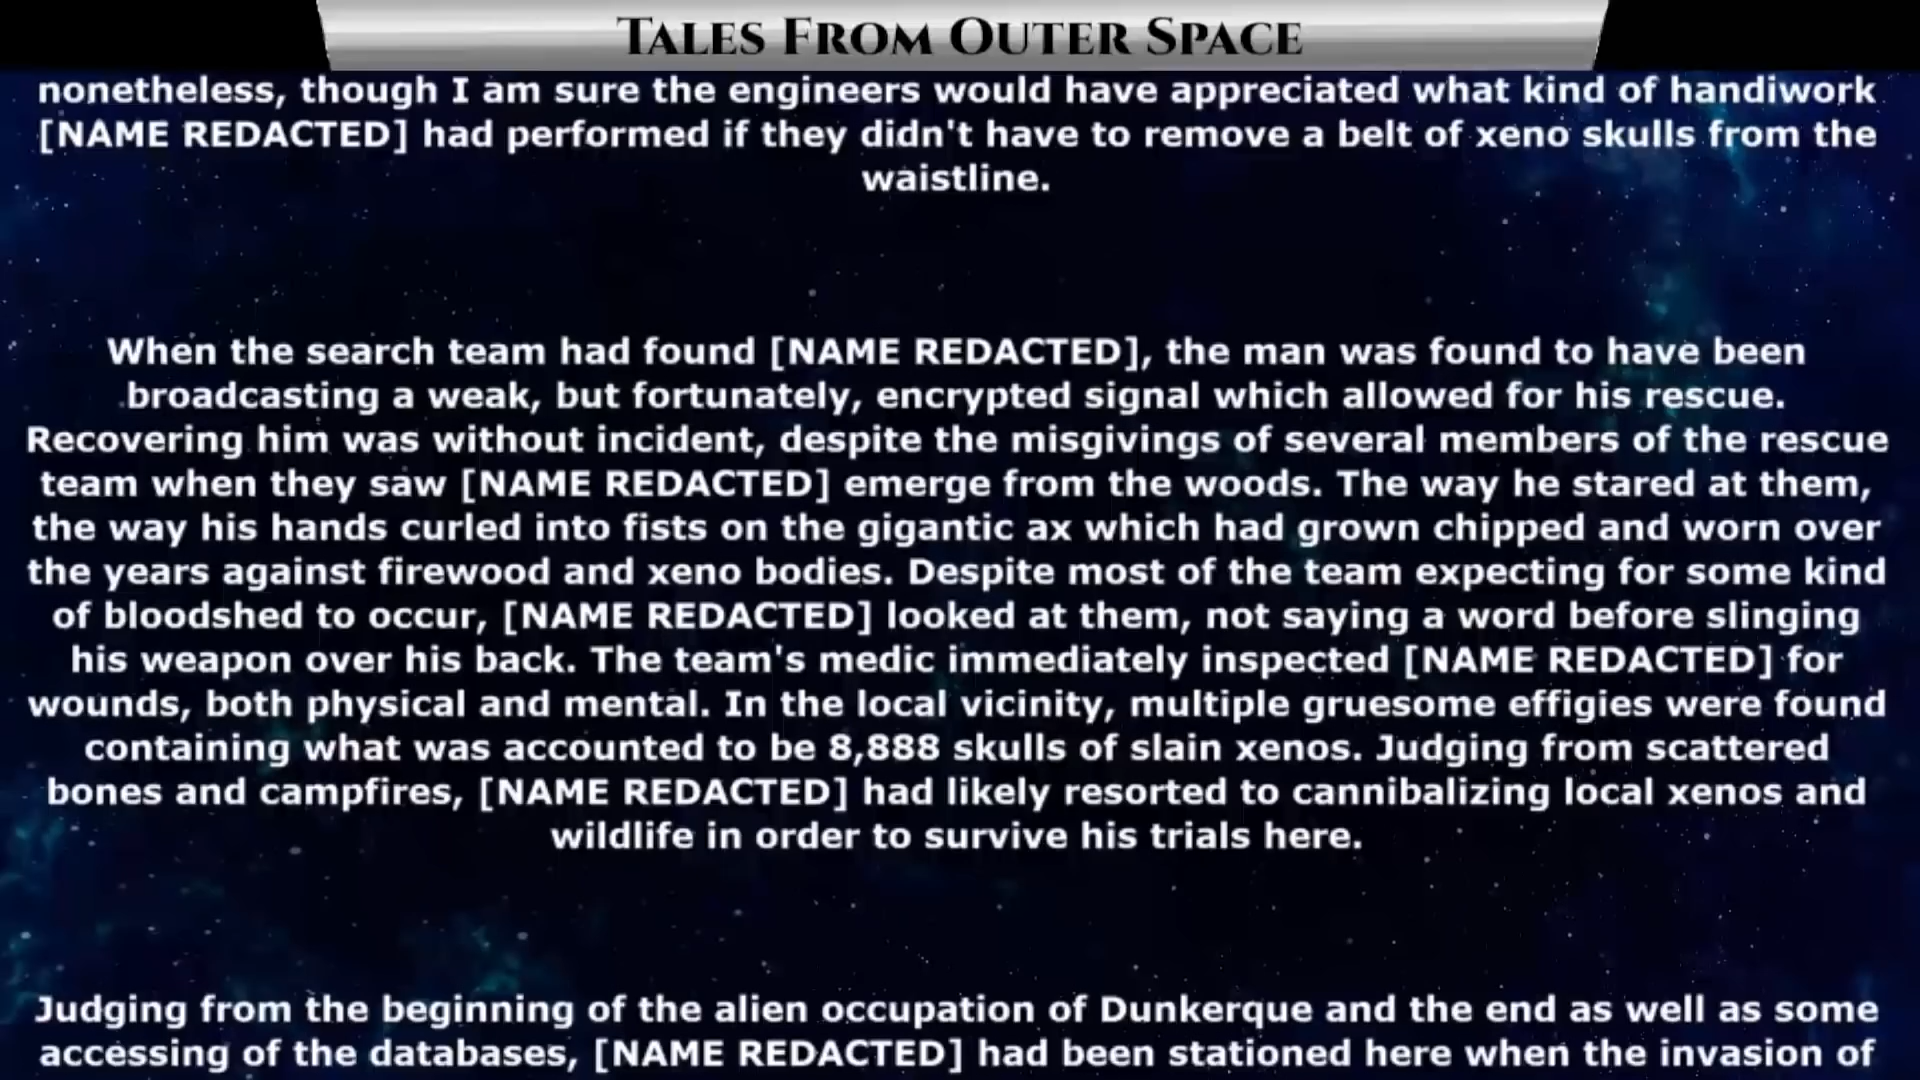 TALES FROM OUTER SPACE
nonetheless, though I am sure the engineers would have appreciated what kind of handiwork
[NAME REDACTED] had performed if they didn't have to remove a belt of xeno skulls from the
waistline.
When the search team had found [NAME REDACTED], the man was found to have been
broadcasting a weak, but fortunately, encrypted signal which allowed for his rescue.
Recovering him was without incident, despite the misgivings of several members of the rescue
team when they saw [NAME REDACTED] emerge from the woods. The way he stared at them,
the way his hands curled into fists on the gigantic ax which had grown chipped and worn over
the years against firewood and xeno bodies. Despite most of the team expecting for some kind
of bloodshed to occur, [NAME REDACTED] looked at them, not saying a word before slinging
his weapon over his back. The team's medic immediately inspected [NAME REDACTED] for
wounds, both physical and mental. In the local vicinity, multiple gruesome effigies were found
containing what was accounted to be 8,888 skulls of slain xenos. Judging from scattered
bones and campfires, [NAME REDACTED] had likely resorted to cannibalizing local xenos and
wildlife in order to survive his trials here.
Judging from the beginning of the alien occupation of Dunkerque and the end as well as some
accessing of the databases, [NAME REDACTED] had been stationed here when the invasion of